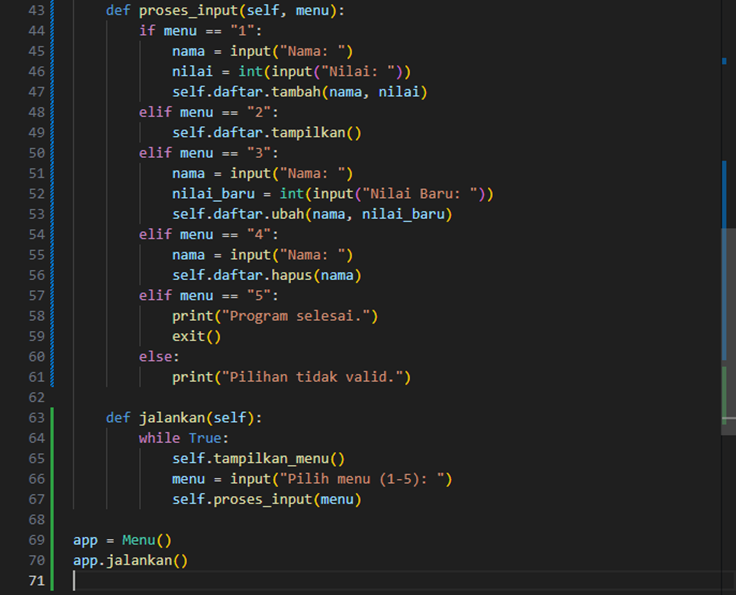 43 def proses_input(self, menu):
44 if menu == "1":
45 nama = input("Nama: ")
46 nilai = int(input("Nilai: "))
47 self.daftar.tambah(nama, nilai)
48 elif menu == "2":
49 self.daftar.tampilkan()
50 elif menu == "3":
51 nama = input("Nama: ")
52 nilai_baru = int(input("Nilai Baru: "))
53 self.daftar.ubah(nama, nilai_baru)
54 elif menu == "4":
55 nama = input("Nama: ")
56 self.daftar.hapus(nama)
57 elif menu == "5":
58 print("Program selesai.")
59 exit()
60 else:
61 print("Pilihan tidak valid.")
62
63 def jalankan(self):
64 while True:
65 self.tampilkan_menu()
66 menu = input("Pilih menu (1-5): ")
67 self.proses_input(menu)
68
69 app = Menu()
70 app.jalankan()
71